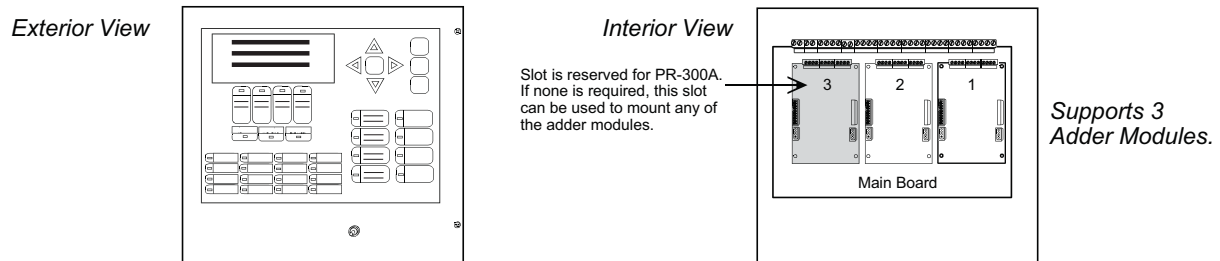 Exterior View
Interior View
Slot is reserved for PR-300A.
If none is required, this slot
can be used to mount any of
the adder modules.
3
2
1
Main Board
Supports 3
Adder Modules.